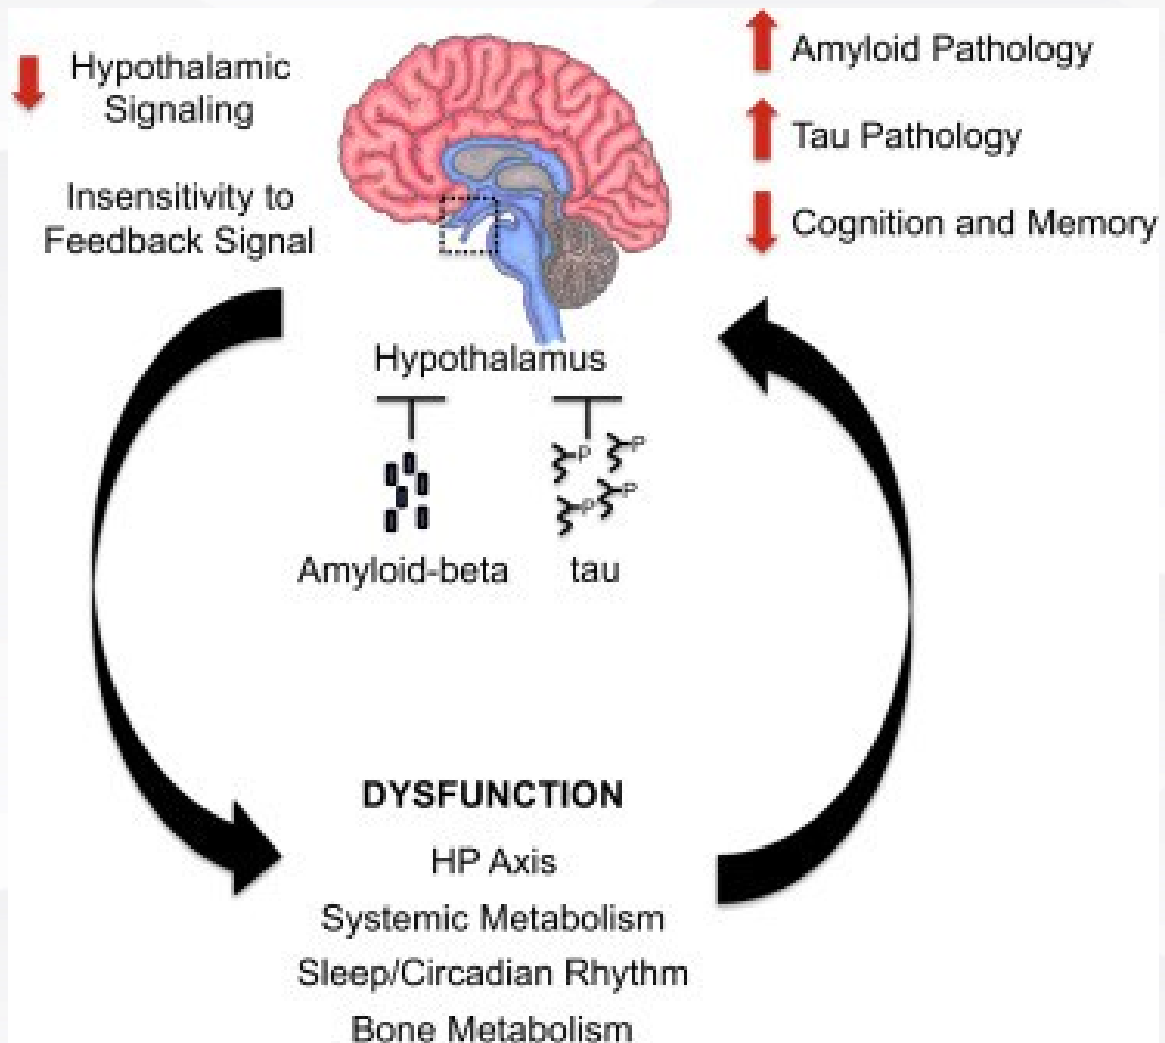 Hypothalamic
Signaling
Insensitivity to
Feedback Signal
Amyloid Pathology
Tau Pathology
Cognition and Memory
Hypothalamus
P
P
P
P
Amyloid-beta
tau
DYSFUNCTION
HP Axis
Systemic Metabolism
Sleep/Circadian Rhythm
Bone Metabolism